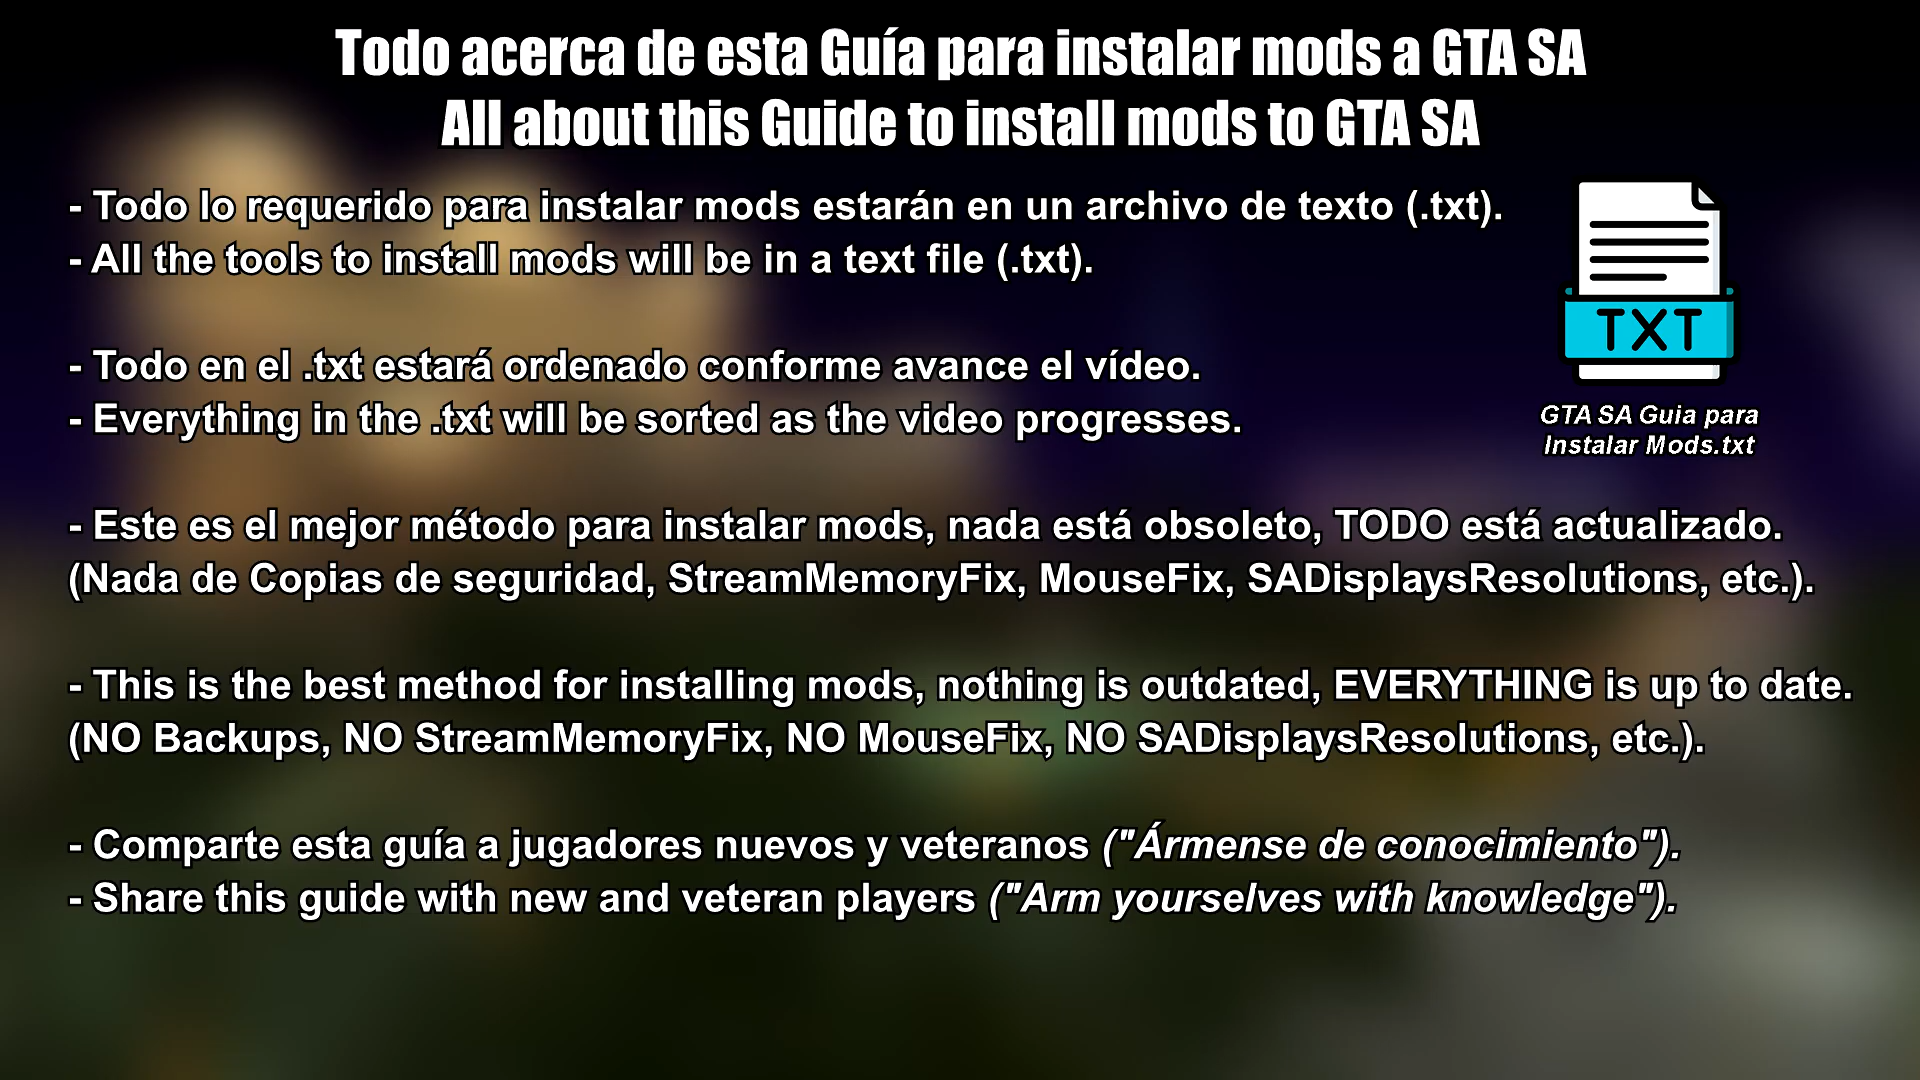 Todo acerca de esta Guía para instalar mods a GTA SA
All about this Guide to install mods to GTA SA
- Todo lo requerido para instalar mods estarán en un archivo de texto (.txt).
- All the tools to install mods will be in a text file (.txt).
TXT
GTA SA Guia para
Instalar Mods.txt
- Todo en el .txt estará ordenado conforme avance el vídeo.
- Everything in the .txt will be sorted as the video progresses.
- Este es el mejor método para instalar mods, nada está obsoleto, TODO está actualizado.
(Nada de Copias de seguridad, StreamMemoryFix, MouseFix, SADisplaysResolutions, etc.).
- This is the best method for installing mods, nothing is outdated, EVERYTHING is up to date.
(NO Backups, NO StreamMemoryFix, NO MouseFix, NO SADisplaysResolutions, etc.).
- Comparte esta guía a jugadores nuevos y veteranos ("Ármense de conocimiento").
- Share this guide with new and veteran players ("Arm yourselves with knowledge").